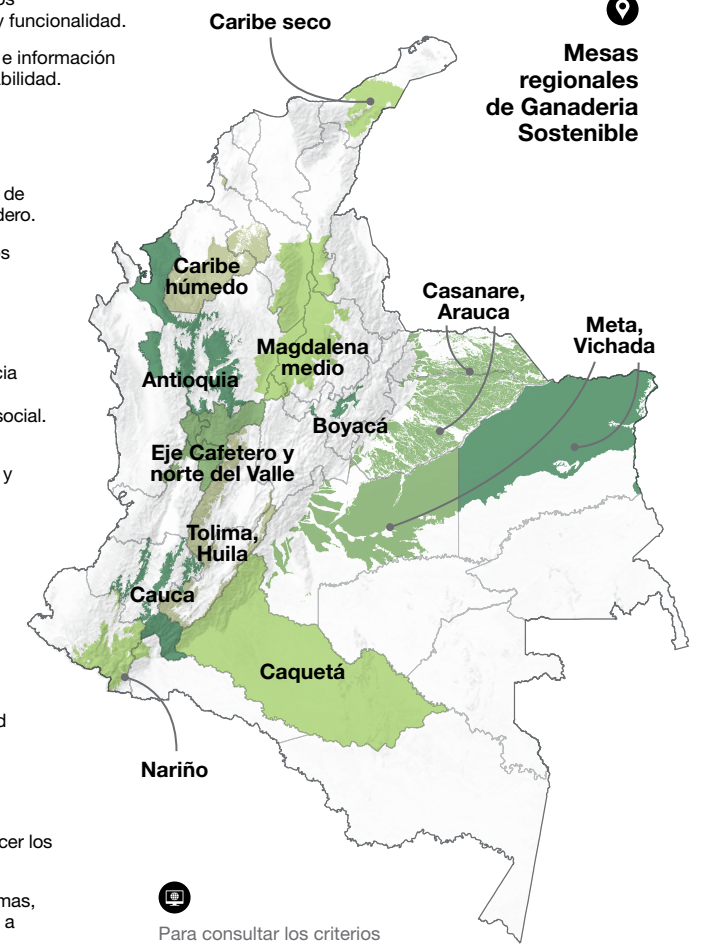 os
y funcionalidad.
e información
bilidad.
de
dero.
s
cia
social.
y
d
cer los
mas,
a
Mesas
regionales
de Ganaderia
Sostenible
Caribe seco
Caribe
húmedo
Casanare,
Arauca
Meta,
Vichada
Magdalena
medio
Antioquia
Boyacá
Eje Cafetero y
norte del Valle
Tolima,
Huila
Cauca
Caquetá
Nariño
Para consultar los criterios